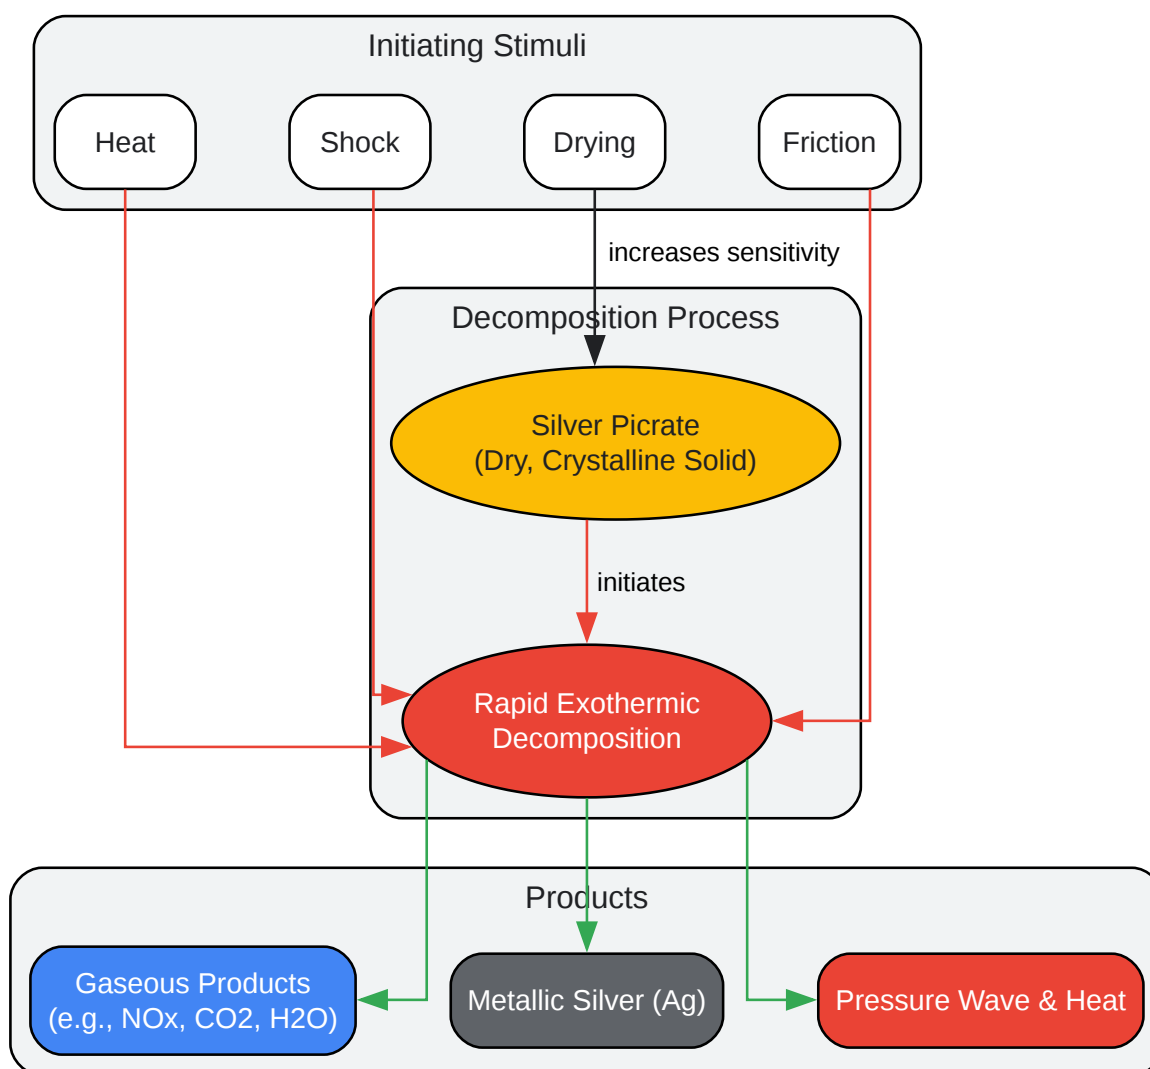 Initiating Stimuli
Heat
Shock
Drying
Friction
increases sensitivity
Decomposition Process
Silver Picrate
(Dry, Crystalline Solid)
initiates
Rapid Exothermic
Decomposition
Products
Gaseous Products
(e.g., NOx, CO2, H2O)
Metallic Silver (Ag)
Pressure Wave & Heat